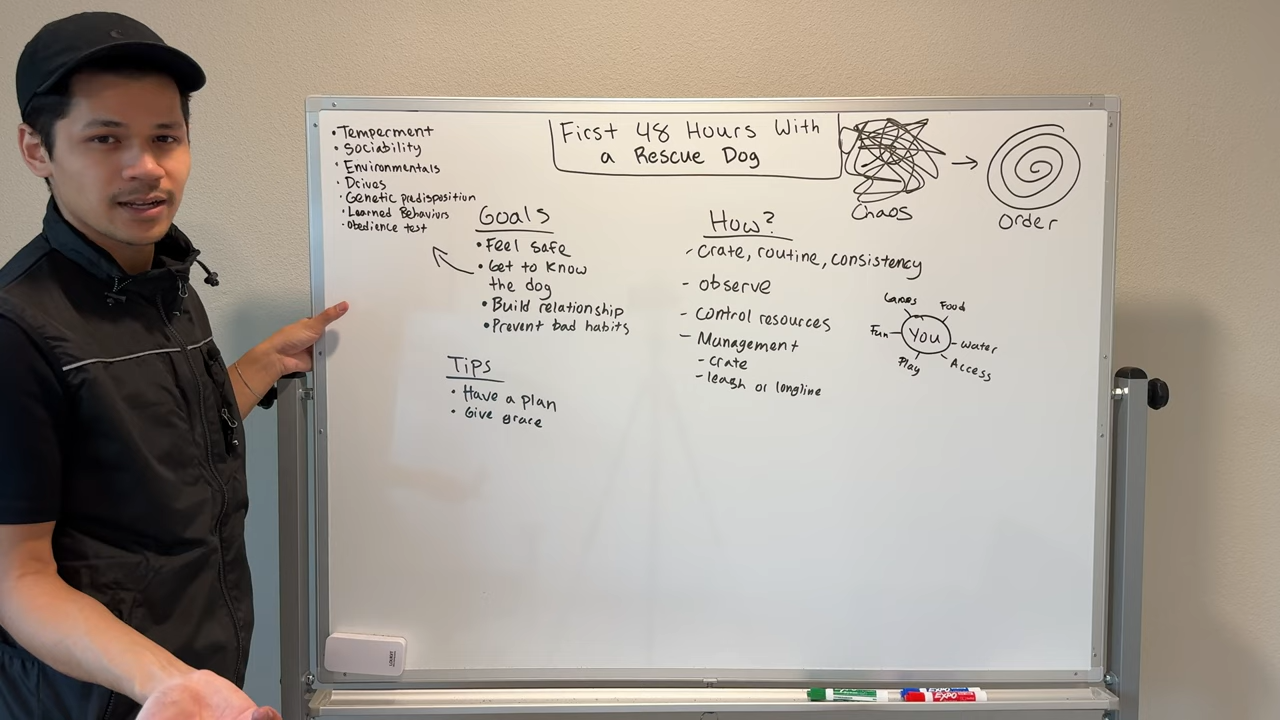 First 48 Hours With
a Rescue Dog
Chaos
Order
• Temperment
• Sociability
• Environmentals
• Drives
• Genetic predisposition
• Learned Behaviors
• Obedience test
Goals
• Feel safe
• Get to know
the dog
• Build relationship
• Prevent bad habits
Tips
• Have a plan
• Give grace
How?
- Crate, routine, consistency
- observe
- Control resources
- Management
- crate
- leash or longline
You
Games
Food
Fun
water
Play
Access
EXPO
EXPO